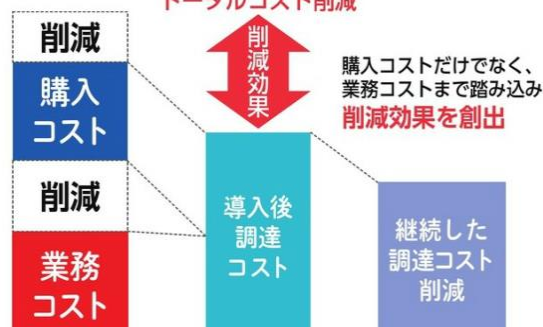 トータルコスト削減
削減
購入
コスト
削減
業務
コスト
削減効果
購入コストだけでなく、
業務コストまで踏み込み
削減効果を創出
導入後
調達
コスト
継続した
調達コスト
削減